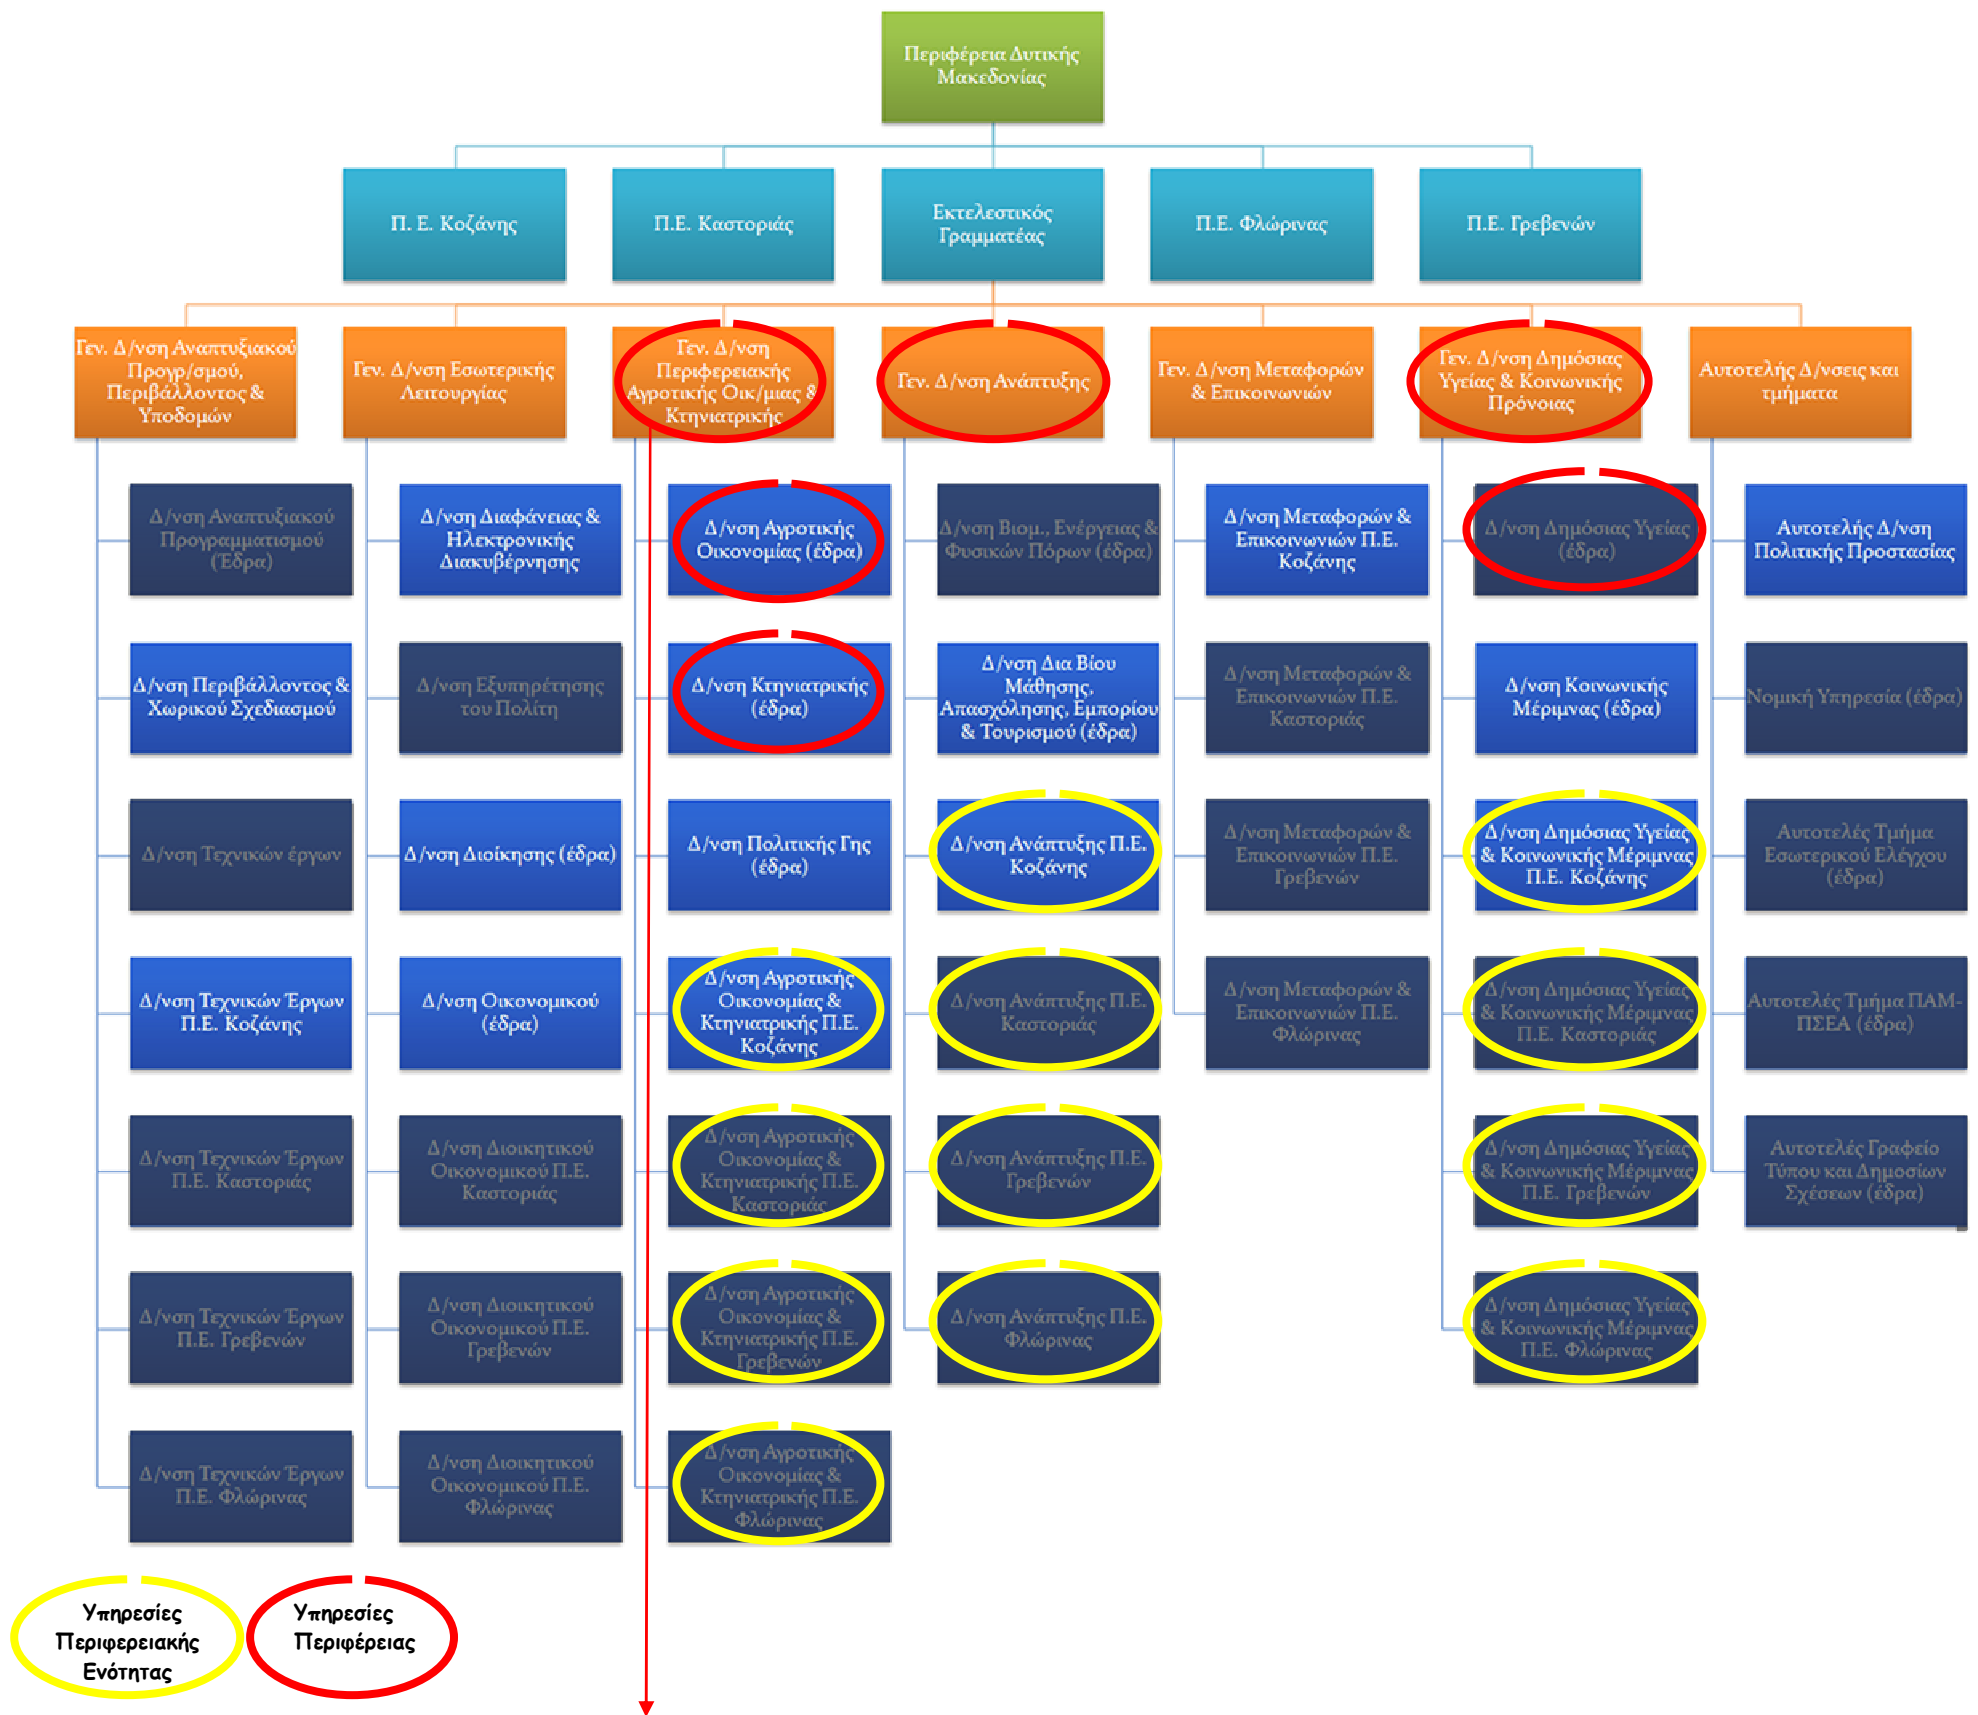 Περιφέρεια Δυτικής
Μακεδονίας
Π. Ε. Κοζάνης
Π.Ε. Καστοριάς
Εκτελεστικός
Γραμματέας
Π.Ε. Φλώρινας
Π.Ε. Γρεβενών
Γεν. Δ/νση Αναπτυξιακού
Προγρ/σμού,
Περιβάλλοντος &
Υποδομών
Γεν. Δ/νση Εσωτερικής
Λειτουργίας
Γεν. Δ/νση
Περιφερειακής
Αγροτικής Οικ/μιας &
Κτηνιατρικής
Γεν. Δ/νση Ανάπτυξης
Γεν. Δ/νση Μεταφορών
& Επικοινωνιών
Γεν. Δ/νση Δημόσιας
Υγείας & Κοινωνικής
Πρόνοιας
Αυτοτελής Δ/νσεις και
τμήματα
Δ/νση Αναπτυξιακού
Προγραμματισμού
(Έδρα)
Δ/νση Περιβάλλοντος &
Χωρικού Σχεδιασμού
Δ/νση Τεχνικών έργων
Δ/νση Τεχνικών Έργων
Π.Ε. Κοζάνης
Δ/νση Τεχνικών Έργων
Π.Ε. Καστοριάς
Δ/νση Τεχνικών Έργων
Π.Ε. Γρεβενών
Δ/νση Τεχνικών Έργων
Π.Ε. Φλώρινας
Δ/νση Διαφάνειας &
Ηλεκτρονικής
Διακυβέρνησης
Δ/νση Εξυπηρέτησης
του Πολίτη
Δ/νση Διοίκησης (έδρα)
Δ/νση Οικονομικού
(έδρα)
Δ/νση Διοικητικού
Οικονομικού Π.Ε.
Καστοριάς
Δ/νση Διοικητικού
Οικονομικού Π.Ε.
Γρεβενών
Δ/νση Διοικητικού
Οικονομικού Π.Ε.
Φλώρινας
Δ/νση Αγροτικής
Οικονομίας (έδρα)
Δ/νση Κτηνιατρικής
(έδρα)
Δ/νση Πολιτικής Γης
(έδρα)
Δ/νση Αγροτικής
Οικονομίας &
Κτηνιατρικής Π.Ε.
Κοζάνης
Δ/νση Αγροτικής
Οικονομίας &
Κτηνιατρικής Π.Ε.
Καστοριάς
Δ/νση Αγροτικής
Οικονομίας &
Κτηνιατρικής Π.Ε.
Γρεβενών
Δ/νση Αγροτικής
Οικονομίας &
Κτηνιατρικής Π.Ε.
Φλώρινας
Δ/νση Βιομ., Ενέργειας &
Φυσικών Πόρων (έδρα)
Δ/νση Δια Βίου
Μάθησης,
Απασχόλησης, Εμπορίου
& Τουρισμού (έδρα)
Δ/νση Ανάπτυξης Π.Ε.
Κοζάνης
Δ/νση Ανάπτυξης Π.Ε.
Καστοριάς
Δ/νση Ανάπτυξης Π.Ε.
Γρεβενών
Δ/νση Ανάπτυξης Π.Ε.
Φλώρινας
Δ/νση Μεταφορών &
Επικοινωνιών Π.Ε.
Κοζάνης
Δ/νση Μεταφορών &
Επικοινωνιών Π.Ε.
Καστοριάς
Δ/νση Μεταφορών &
Επικοινωνιών Π.Ε.
Γρεβενών
Δ/νση Μεταφορών &
Επικοινωνιών Π.Ε.
Φλώρινας
Δ/νση Δημόσιας Υγείας
(έδρα)
Δ/νση Κοινωνικής
Μέριμνας (έδρα)
Δ/νση Δημόσιας Υγείας
& Κοινωνικής Μέριμνας
Π.Ε. Κοζάνης
Δ/νση Δημόσιας Υγείας
& Κοινωνικής Μέριμνας
Π.Ε. Καστοριάς
Δ/νση Δημόσιας Υγείας
& Κοινωνικής Μέριμνας
Π.Ε. Γρεβενών
Δ/νση Δημόσιας Υγείας
& Κοινωνικής Μέριμνας
Π.Ε. Φλώρινας
Αυτοτελής Δ/νση
Πολιτικής Προστασίας
Νομική Υπηρεσία (έδρα)
Αυτοτελές Τμήμα
Εσωτερικού Ελέγχου
(έδρα)
Αυτοτελές Τμήμα ΠΑΜ-
ΠΣΕΑ (έδρα)
Αυτοτελές Γραφείο
Τύπου και Δημοσίων
Σχέσεων (έδρα)
Υπηρεσίες
Περιφερειακής
Ενότητας
Υπηρεσίες
Περιφέρειας